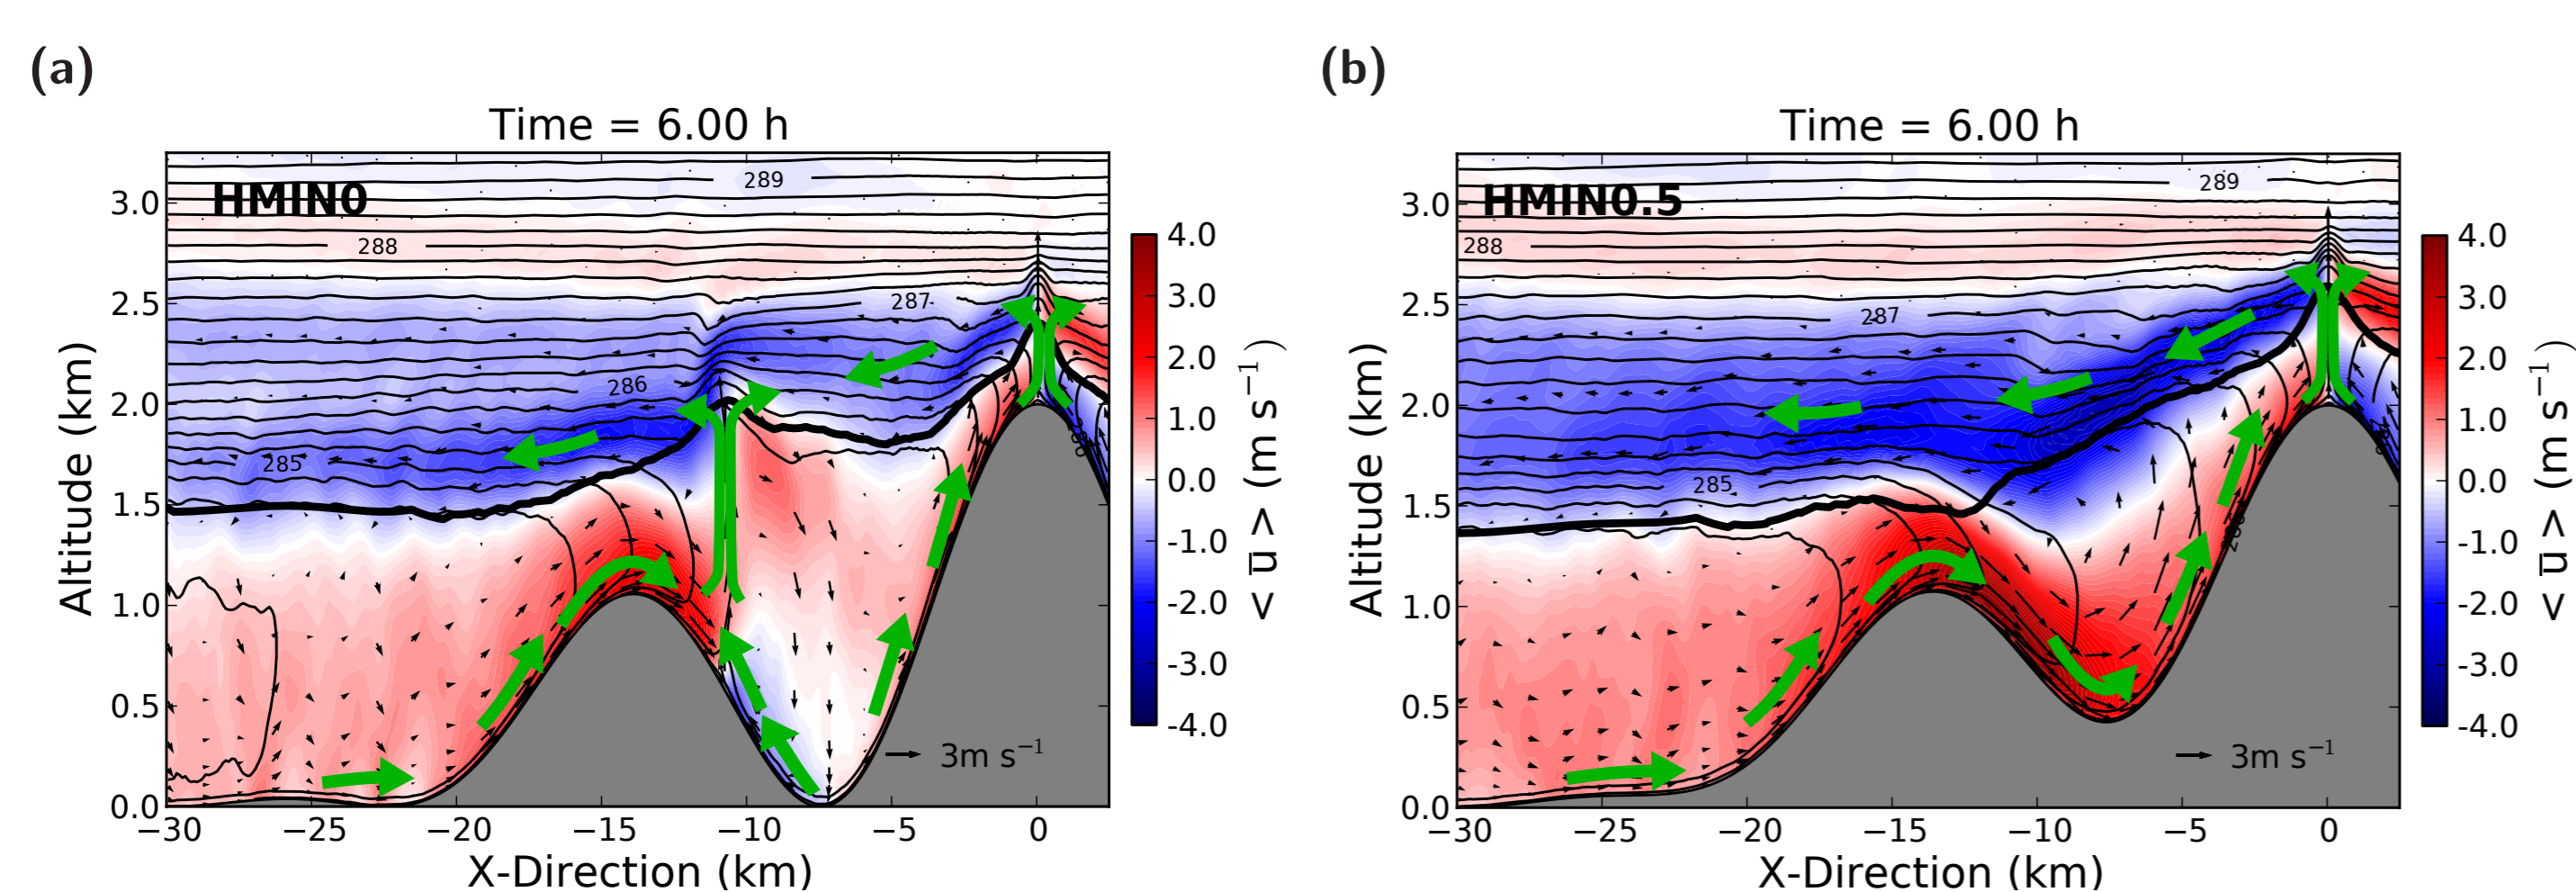 (a)
Time = 6.00 h
HMIN0
289
288
287
286
285
3.0
2.5
2.0
1.5
1.0
0.5
0.0
Altitude (km)
3m s⁻¹
−30 −25 −20 −15 −10 −5 0
X-Direction (km)
4.0
3.0
2.0
1.0
0.0
-1.0
-2.0
-3.0
-4.0
< u̅ > (m s⁻¹)
(b)
Time = 6.00 h
HMIN0.5
289
288
287
285
3.0
2.5
2.0
1.5
1.0
0.5
0.0
Altitude (km)
3m s⁻¹
−30 −25 −20 −15 −10 −5 0
X-Direction (km)
4.0
3.0
2.0
1.0
0.0
-1.0
-2.0
-3.0
-4.0
< u̅ > (m s⁻¹)